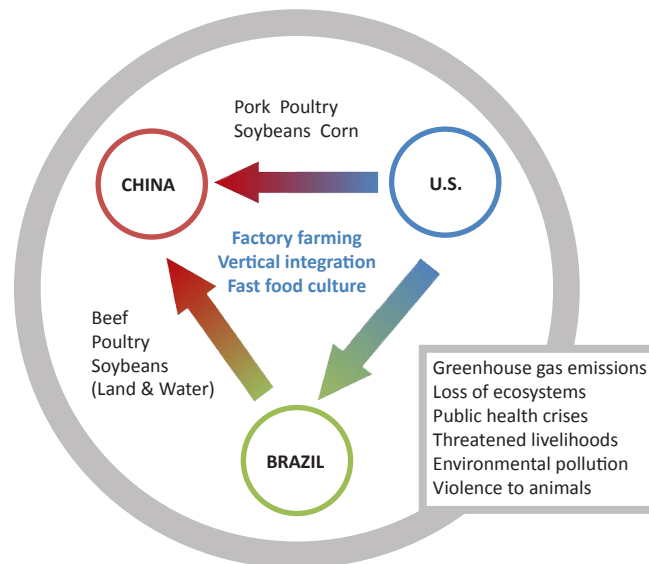 Pork Poultry
Soybeans Corn
CHINA
U.S.
Factory farming
Vertical integration
Fast food culture
Beef
Poultry
Soybeans
(Land & Water)
BRAZIL
Greenhouse gas emissions
Loss of ecosystems
Public health crises
Threatened livelihoods
Environmental pollution
Violence to animals